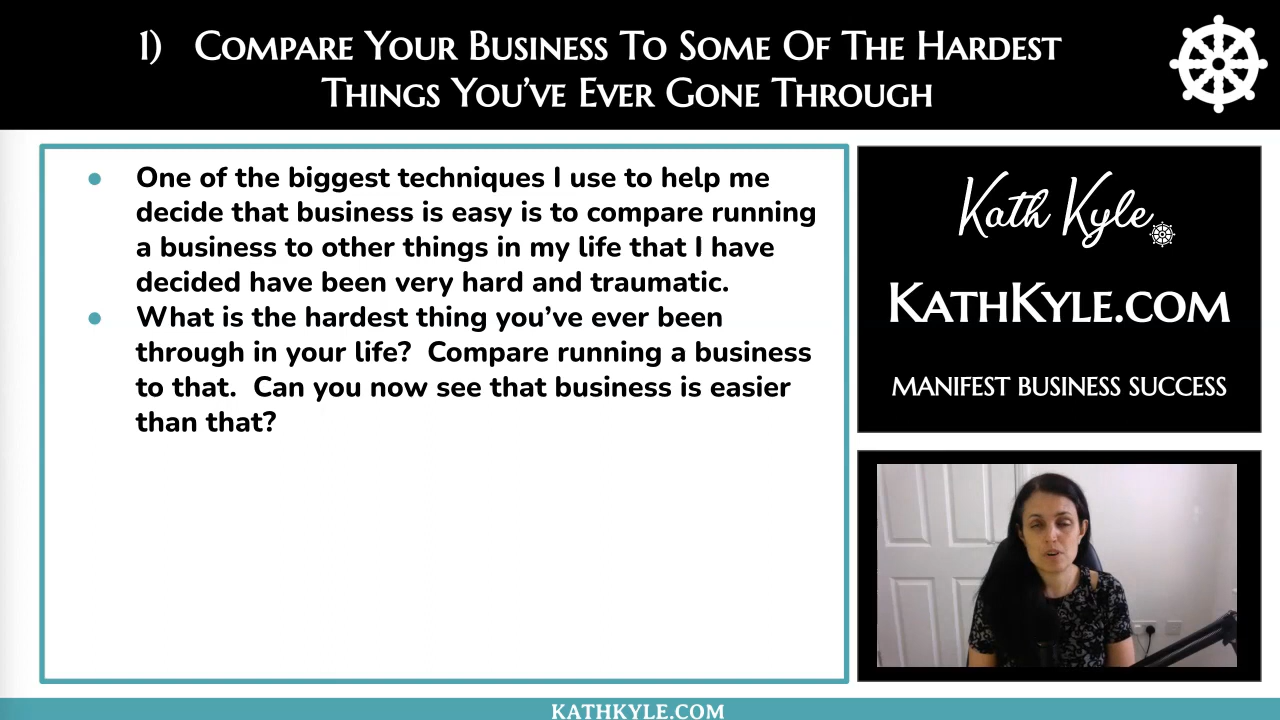 1) Compare Your Business To Some Of The Hardest
Things You've Ever Gone Through
● One of the biggest techniques I use to help me
decide that business is easy is to compare running
a business to other things in my life that I have
decided have been very hard and traumatic.
● What is the hardest thing you've ever been
through in your life?  Compare running a business
to that.  Can you now see that business is easier
than that?
Kath Kyle
KathKyle.com
MANIFEST BUSINESS SUCCESS
KATHKYLE.COM